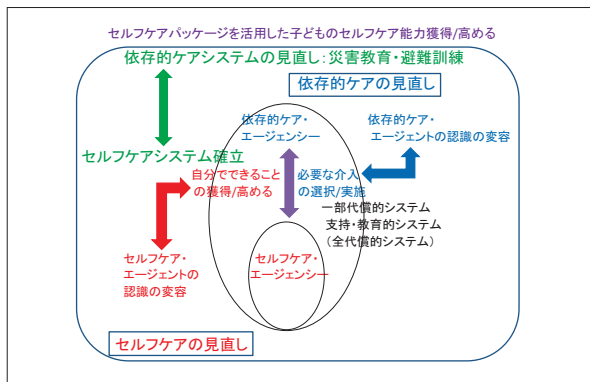 セルフケアパッケージを活用した子どものセルフケア能力獲得/高める
依存的ケアシステムの見直し:災害教育・避難訓練
依存的ケアの見直し
依存的ケア・
エージェンシー
依存的ケア・
エージェントの認識の変容
セルフケアシステム確立
自分でできること
の獲得/高める
必要な介入
の選択/実施
一部代償的システム
支持・教育的システム
(全代償的システム)
セルフケア・
エージェントの
認識の変容
セルフケア・
エージェンシー
セルフケアの見直し